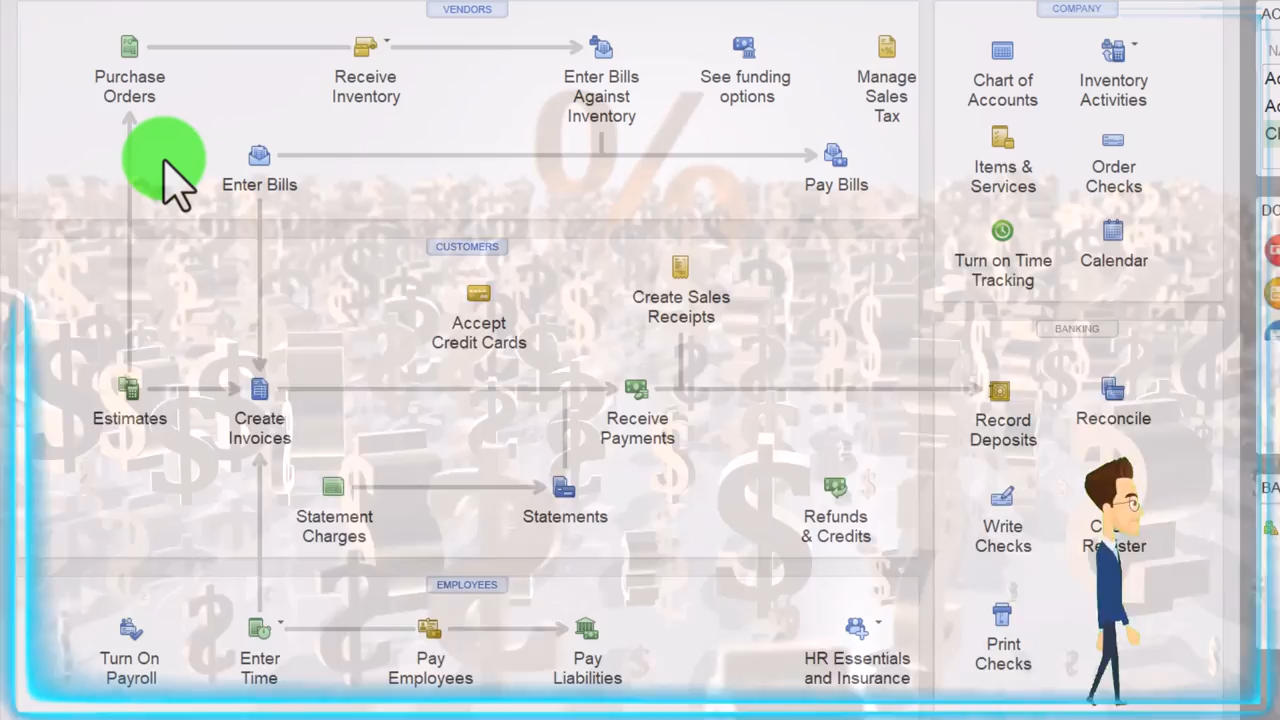 VENDORS
COMPANY
Purchase
Orders
Receive
Inventory
Enter Bills
Against
Inventory
See funding
options
Manage
Sales
Tax
Enter Bills
Pay Bills
Chart of
Accounts
Inventory
Activities
Items &
Services
Order
Checks
Turn on Time
Tracking
Calendar
CUSTOMERS
Accept
Credit Cards
Create Sales
Receipts
Estimates
Create
Invoices
Receive
Payments
Statement
Charges
Statements
Refunds
& Credits
BANKING
Record
Deposits
Reconcile
Write
Checks
Print
Checks
EMPLOYEES
Turn On
Payroll
Enter
Time
Pay
Employees
Pay
Liabilities
HR Essentials
and Insurance